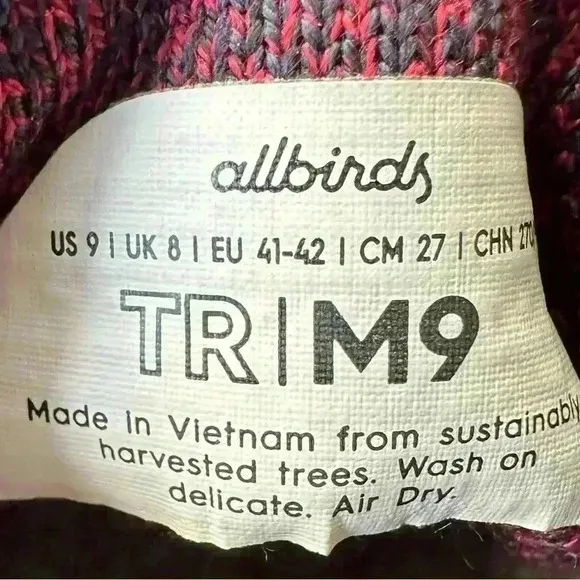 allbirds
US 9 | UK 8 | EU 41-42 | CM 27 | CHN
TR|M9
Made in Vietnam from sustainably
harvested trees. Wash on
delicate. Air Dry.